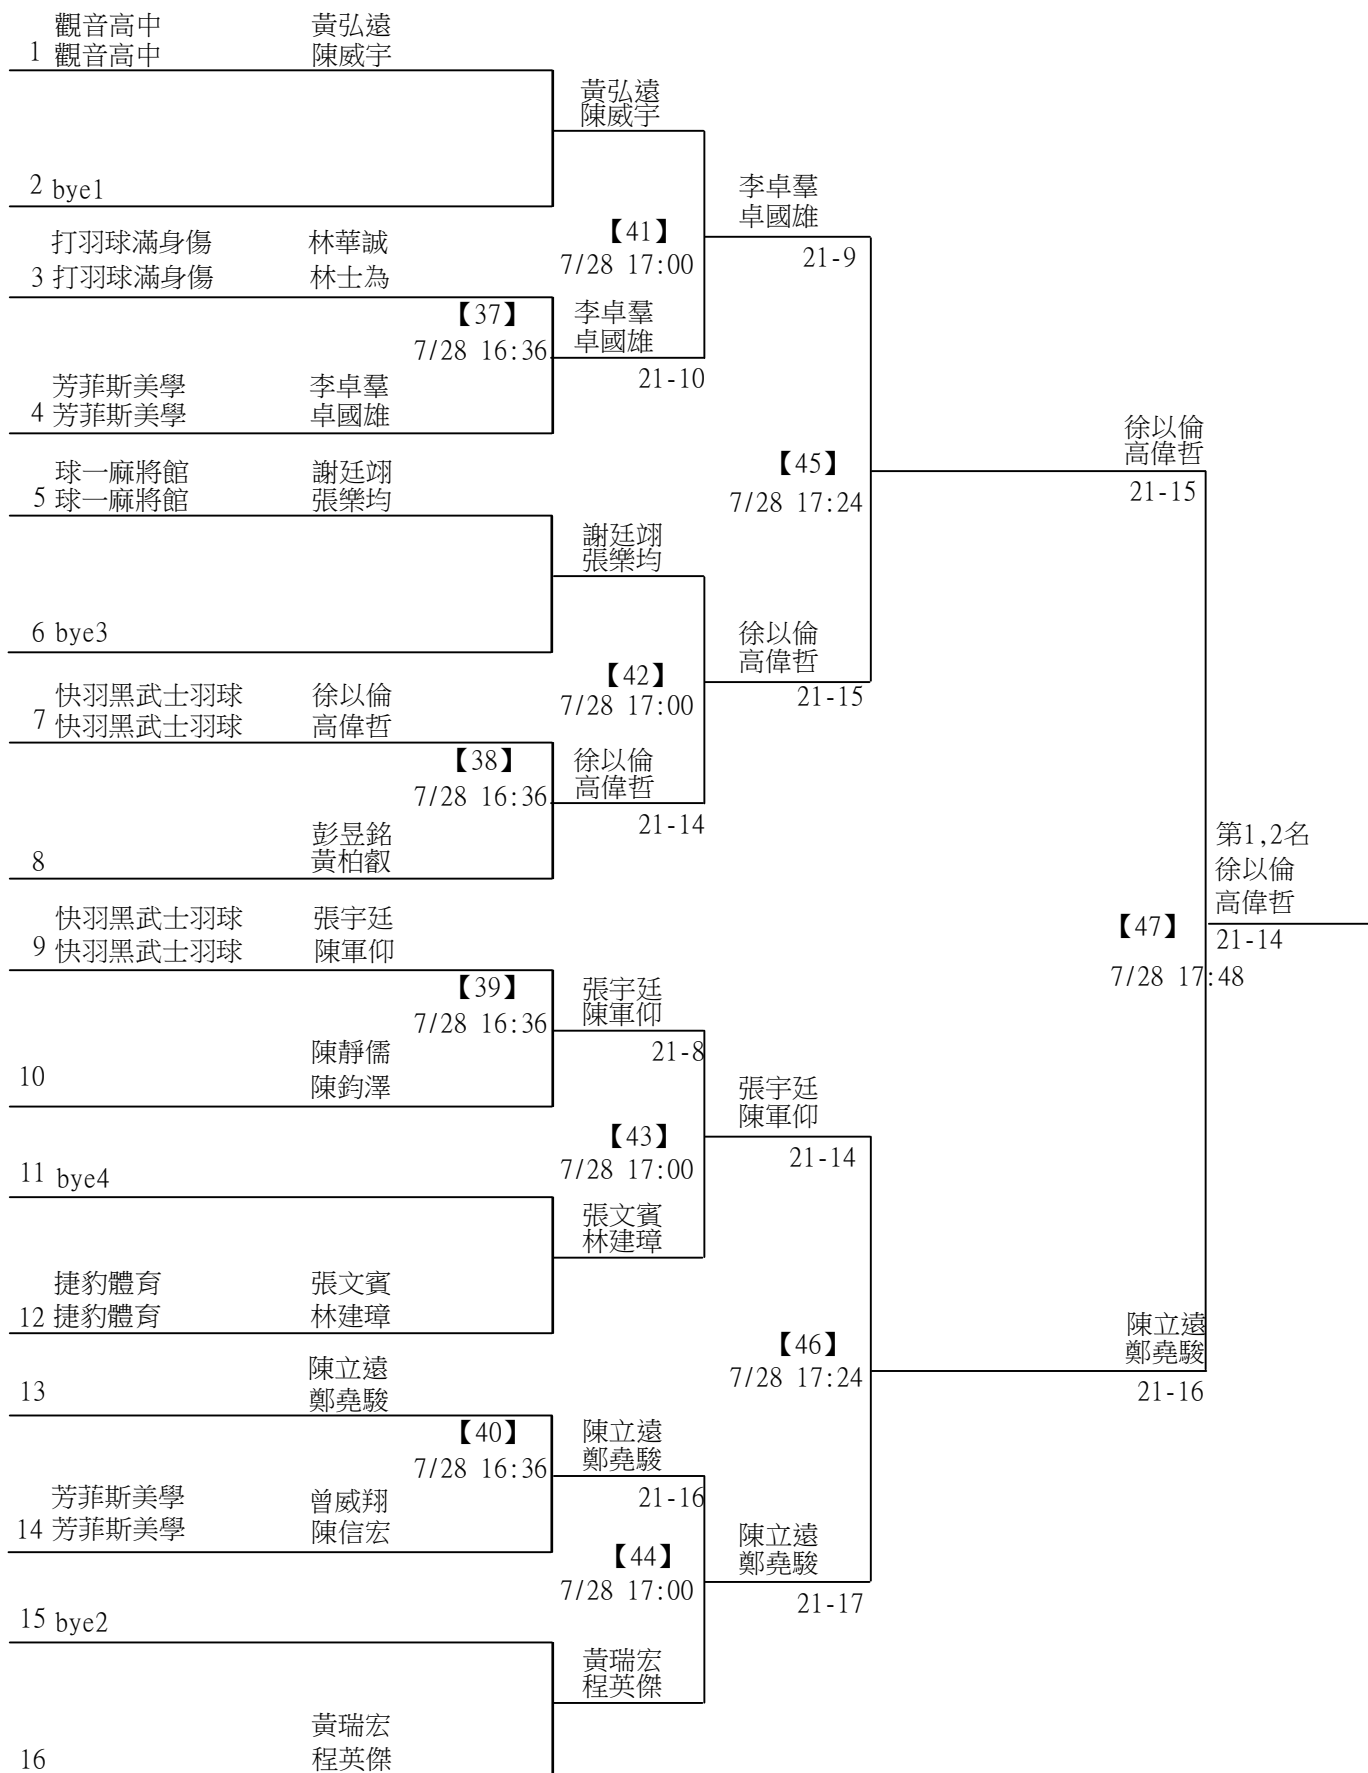 觀音高中 黃弘遠
1 觀音高中 陳威宇
黃弘遠
陳威宇
2 bye1
李卓羣
卓國雄
21-9
打羽球滿身傷 林華誠
3 打羽球滿身傷 林士為
【41】
7/28 17:00
【37】
7/28 16:36
李卓羣
卓國雄
21-10
芳菲斯美學 李卓羣
4 芳菲斯美學 卓國雄
徐以倫
高偉哲
21-15
【45】
7/28 17:24
球一麻將館 謝廷翊
5 球一麻將館 張樂均
謝廷翊
張樂均
6 bye3
徐以倫
高偉哲
21-15
【42】
7/28 17:00
快羽黑武士羽球 徐以倫
7 快羽黑武士羽球 高偉哲
【38】
7/28 16:36
徐以倫
高偉哲
21-14
彭昱銘
8 黃柏叡
第1,2名
徐以倫
高偉哲
21-14
【47】
7/28 17:48
快羽黑武士羽球 張宇廷
9 快羽黑武士羽球 陳軍仰
【39】
7/28 16:36
張宇廷
陳軍仰
21-8
陳靜儒
10
陳鈞澤
張宇廷
陳軍仰
21-14
【43】
7/28 17:00
11 bye4
張文賓
林建璋
捷豹體育 張文賓
12 捷豹體育 林建璋
陳立遠
鄭堯駿
21-16
【46】
7/28 17:24
陳立遠
13
鄭堯駿
【40】
7/28 16:36
陳立遠
鄭堯駿
21-16
芳菲斯美學 曾威翔
14 芳菲斯美學 陳信宏
陳立遠
鄭堯駿
21-17
【44】
7/28 17:00
15 bye2
黃瑞宏
程英傑
黃瑞宏
16 程英傑